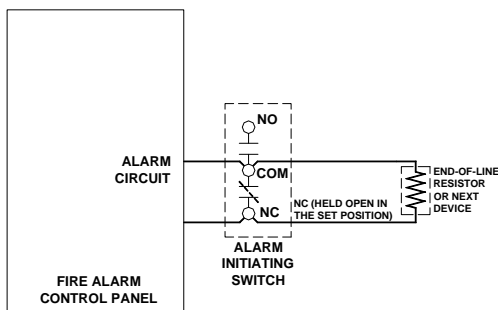 NO
ALARM
CIRCUIT
COM
END-OF-LINE
RESISTOR
OR NEXT
DEVICE
NC
NC (HELD OPEN IN
THE SET POSITION)
ALARM
INITIATING
SWITCH
FIRE ALARM
CONTROL PANEL